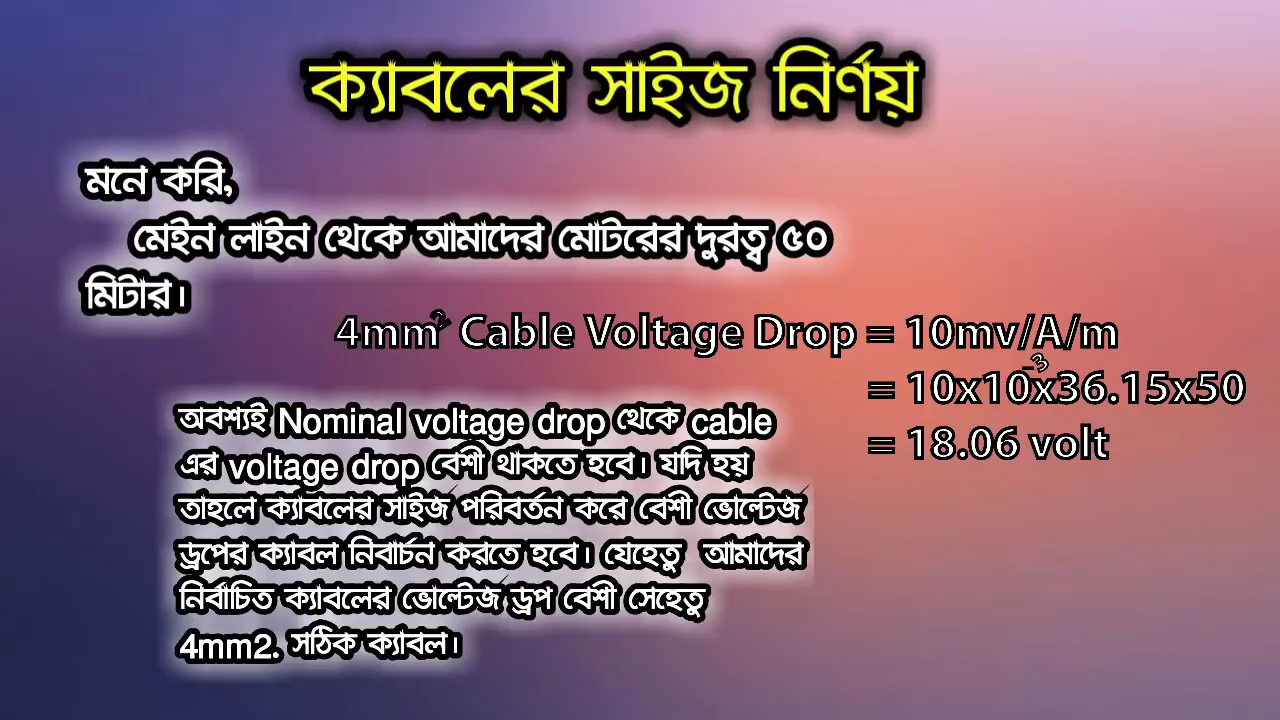 ক্যাবলের সাইজ নির্ণয়
মনে করি,
মেইন লাইন থেকে আমাদের মোটরের দুরত্ব ৫০
মিটার।
4mm² Cable Voltage Drop = 10mv/A/m
= 10x10⁻³x36.15x50
= 18.06 volt
অবশ্যই Nominal voltage drop থেকে cable
এর voltage drop বেশী থাকতে হবে। যদি হয়
তাহলে ক্যাবলের সাইজ পরিবর্তন করে বেশী ভোল্টেজ
ড্রপের ক্যাবল নিবার্চন করতে হবে। যেহেতু আমাদের
নির্বাচিত ক্যাবলের ভোল্টেজ ড্রপ বেশী সেহেতু
4mm2. সঠিক ক্যাবল।